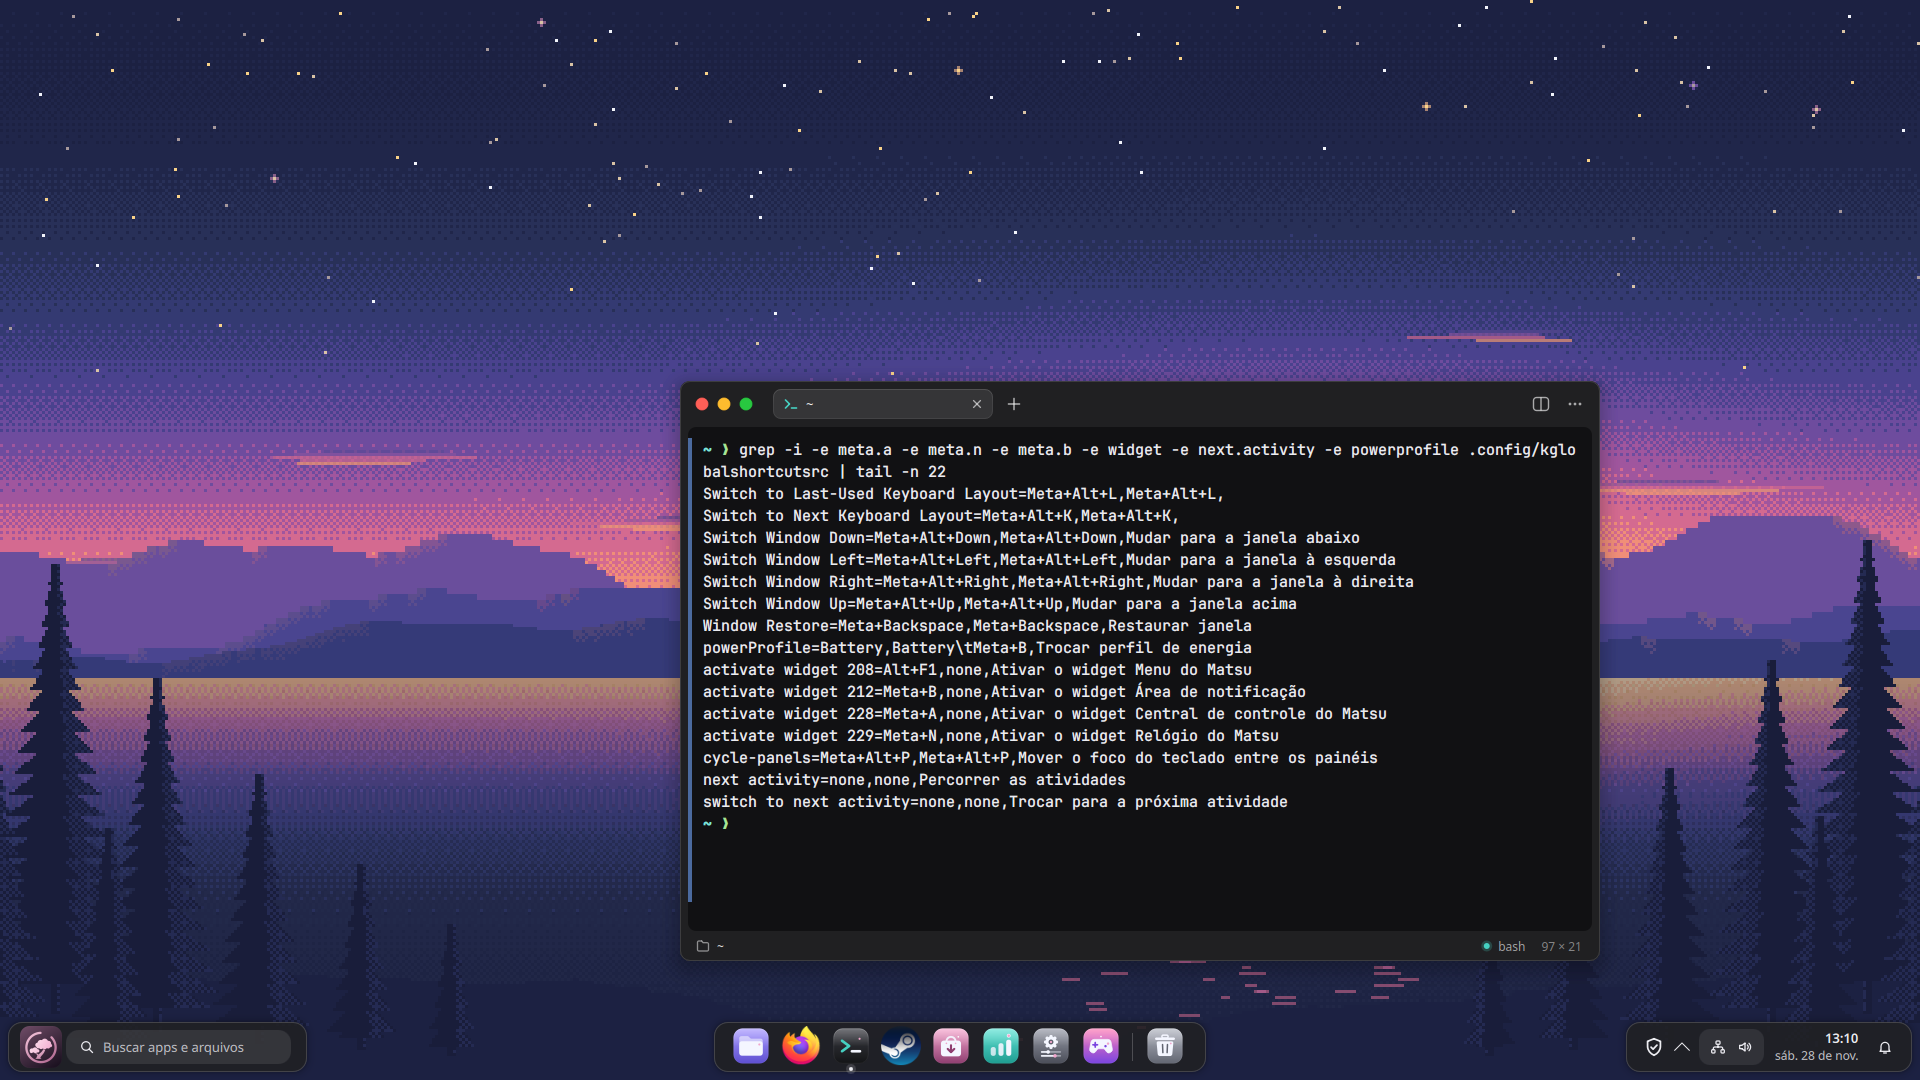 ~
~ ❯ grep -i -e meta.a -e meta.n -e meta.b -e widget -e next.activity -e powerprofile .config/kglo
balshortcutsrc | tail -n 22
Switch to Last-Used Keyboard Layout=Meta+Alt+L,Meta+Alt+L,
Switch to Next Keyboard Layout=Meta+Alt+K,Meta+Alt+K,
Switch Window Down=Meta+Alt+Down,Meta+Alt+Down,Mudar para a janela abaixo
Switch Window Left=Meta+Alt+Left,Meta+Alt+Left,Mudar para a janela à esquerda
Switch Window Right=Meta+Alt+Right,Meta+Alt+Right,Mudar para a janela à direita
Switch Window Up=Meta+Alt+Up,Meta+Alt+Up,Mudar para a janela acima
Window Restore=Meta+Backspace,Meta+Backspace,Restaurar janela
powerProfile=Battery,Battery\tMeta+B,Trocar perfil de energia
activate widget 208=Alt+F1,none,Ativar o widget Menu do Matsu
activate widget 212=Meta+B,none,Ativar o widget Área de notificação
activate widget 228=Meta+A,none,Ativar o widget Central de controle do Matsu
activate widget 229=Meta+N,none,Ativar o widget Relógio do Matsu
cycle-panels=Meta+Alt+P,Meta+Alt+P,Mover o foco do teclado entre os painéis
next activity=none,none,Percorrer as atividades
switch to next activity=none,none,Trocar para a próxima atividade
~ ❯
~ bash 97 × 21
Buscar apps e arquivos
13:10
sáb. 28 de nov.